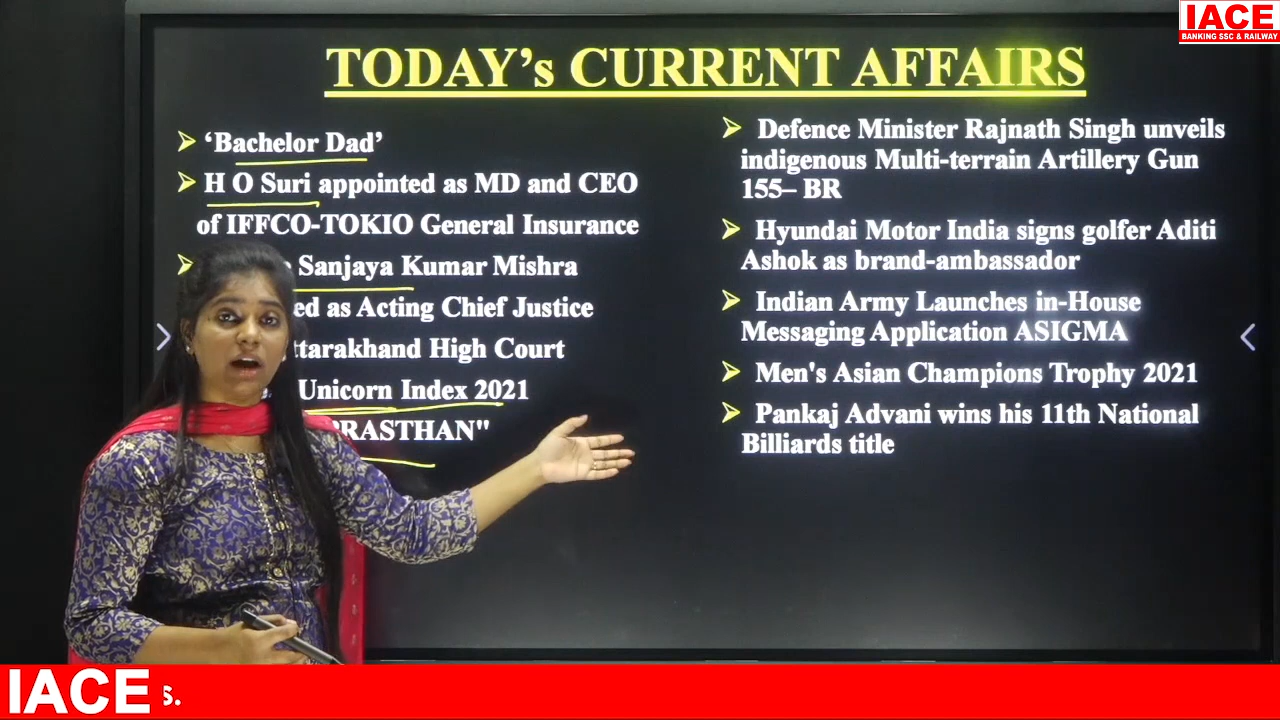 IACE
BANKING SSC & RAILWAY
TODAY’s CURRENT AFFAIRS
➢ ‘Bachelor Dad’
➢ H O Suri appointed as MD and CEO
of IFFCO-TOKIO General Insurance
➢ Sanjaya Kumar Mishra
as Acting Chief Justice
High Court
Unicorn Index 2021
➢ Defence Minister Rajnath Singh unveils
indigenous Multi-terrain Artillery Gun
155– BR
➢ Hyundai Motor India signs golfer Aditi
Ashok as brand-ambassador
➢ Indian Army Launches in-House
Messaging Application ASIGMA
➢ Men's Asian Champions Trophy 2021
➢ Pankaj Advani wins his 11th National
Billiards title
IACE s.